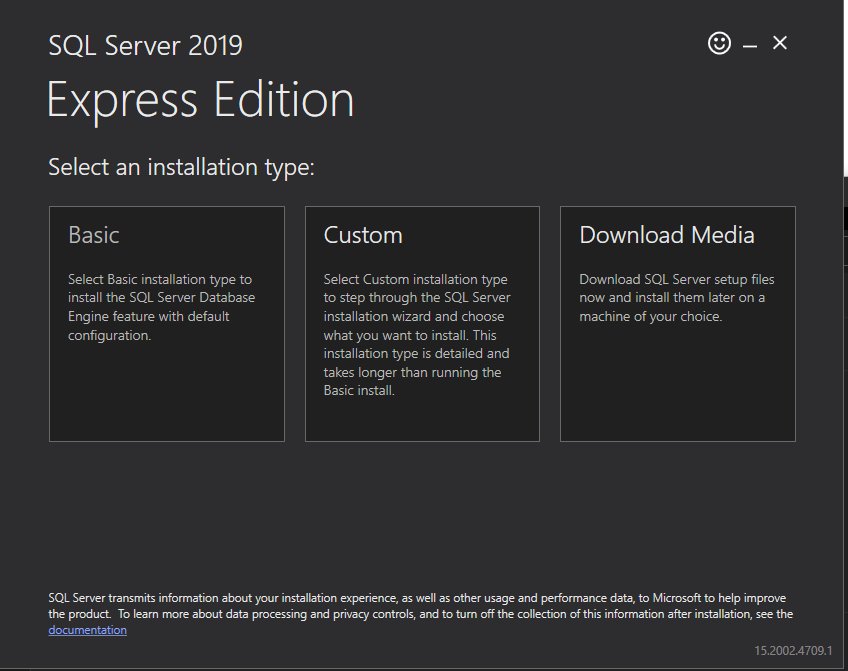 SQL Server 2019
Express Edition
Select an installation type:
Basic
Select Basic installation type to
install the SQL Server Database
Engine feature with default
configuration.
Custom
Select Custom installation type
to step through the SQL Server
installation wizard and choose
what you want to install. This
installation type is detailed and
takes longer than running the
Basic install.
Download Media
Download SQL Server setup files
now and install them later on a
machine of your choice.
SQL Server transmits information about your installation experience, as well as other usage and performance data, to Microsoft to help improve
the product.  To learn more about data processing and privacy controls, and to turn off the collection of this information after installation, see the
documentation
15.2002.4709.1